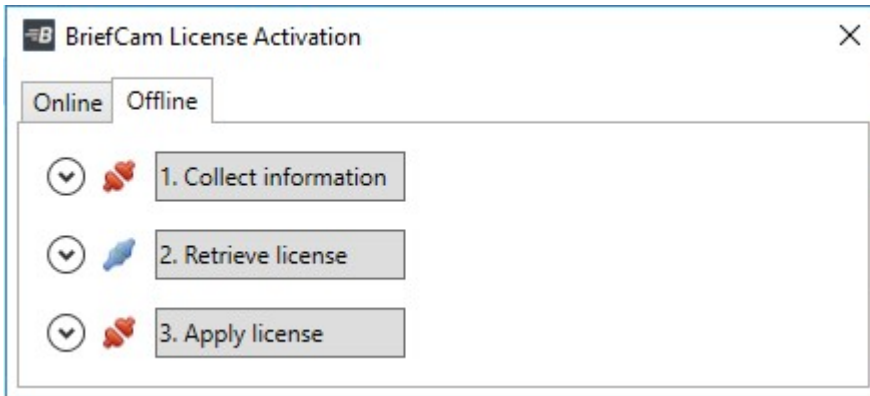 BriefCam License Activation
Online Offline
1. Collect information
2. Retrieve license
3. Apply license